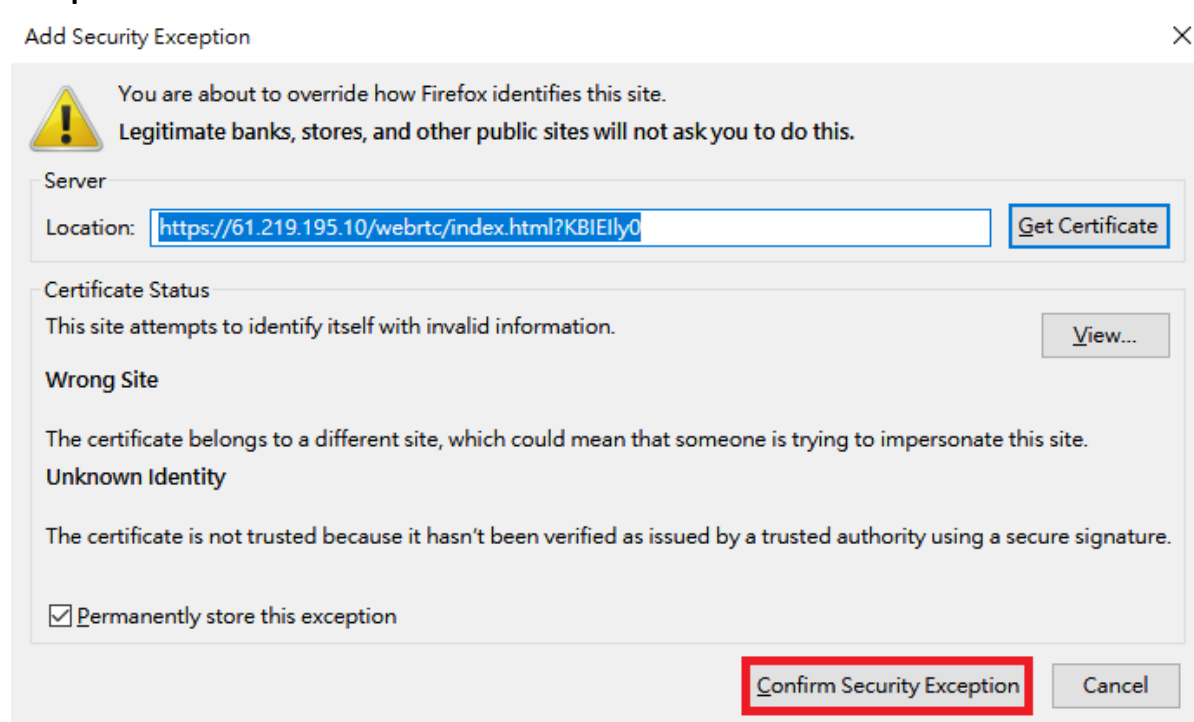 Add Security Exception
You are about to override how Firefox identifies this site.
Legitimate banks, stores, and other public sites will not ask you to do this.
Server
Location: https://61.219.195.10/webrtc/index.html?KBIEIly0 Get Certificate
Certificate Status
This site attempts to identify itself with invalid information.
View...
Wrong Site
The certificate belongs to a different site, which could mean that someone is trying to impersonate this site.
Unknown Identity
The certificate is not trusted because it hasn't been verified as issued by a trusted authority using a secure signature.
Permanently store this exception
Confirm Security Exception Cancel